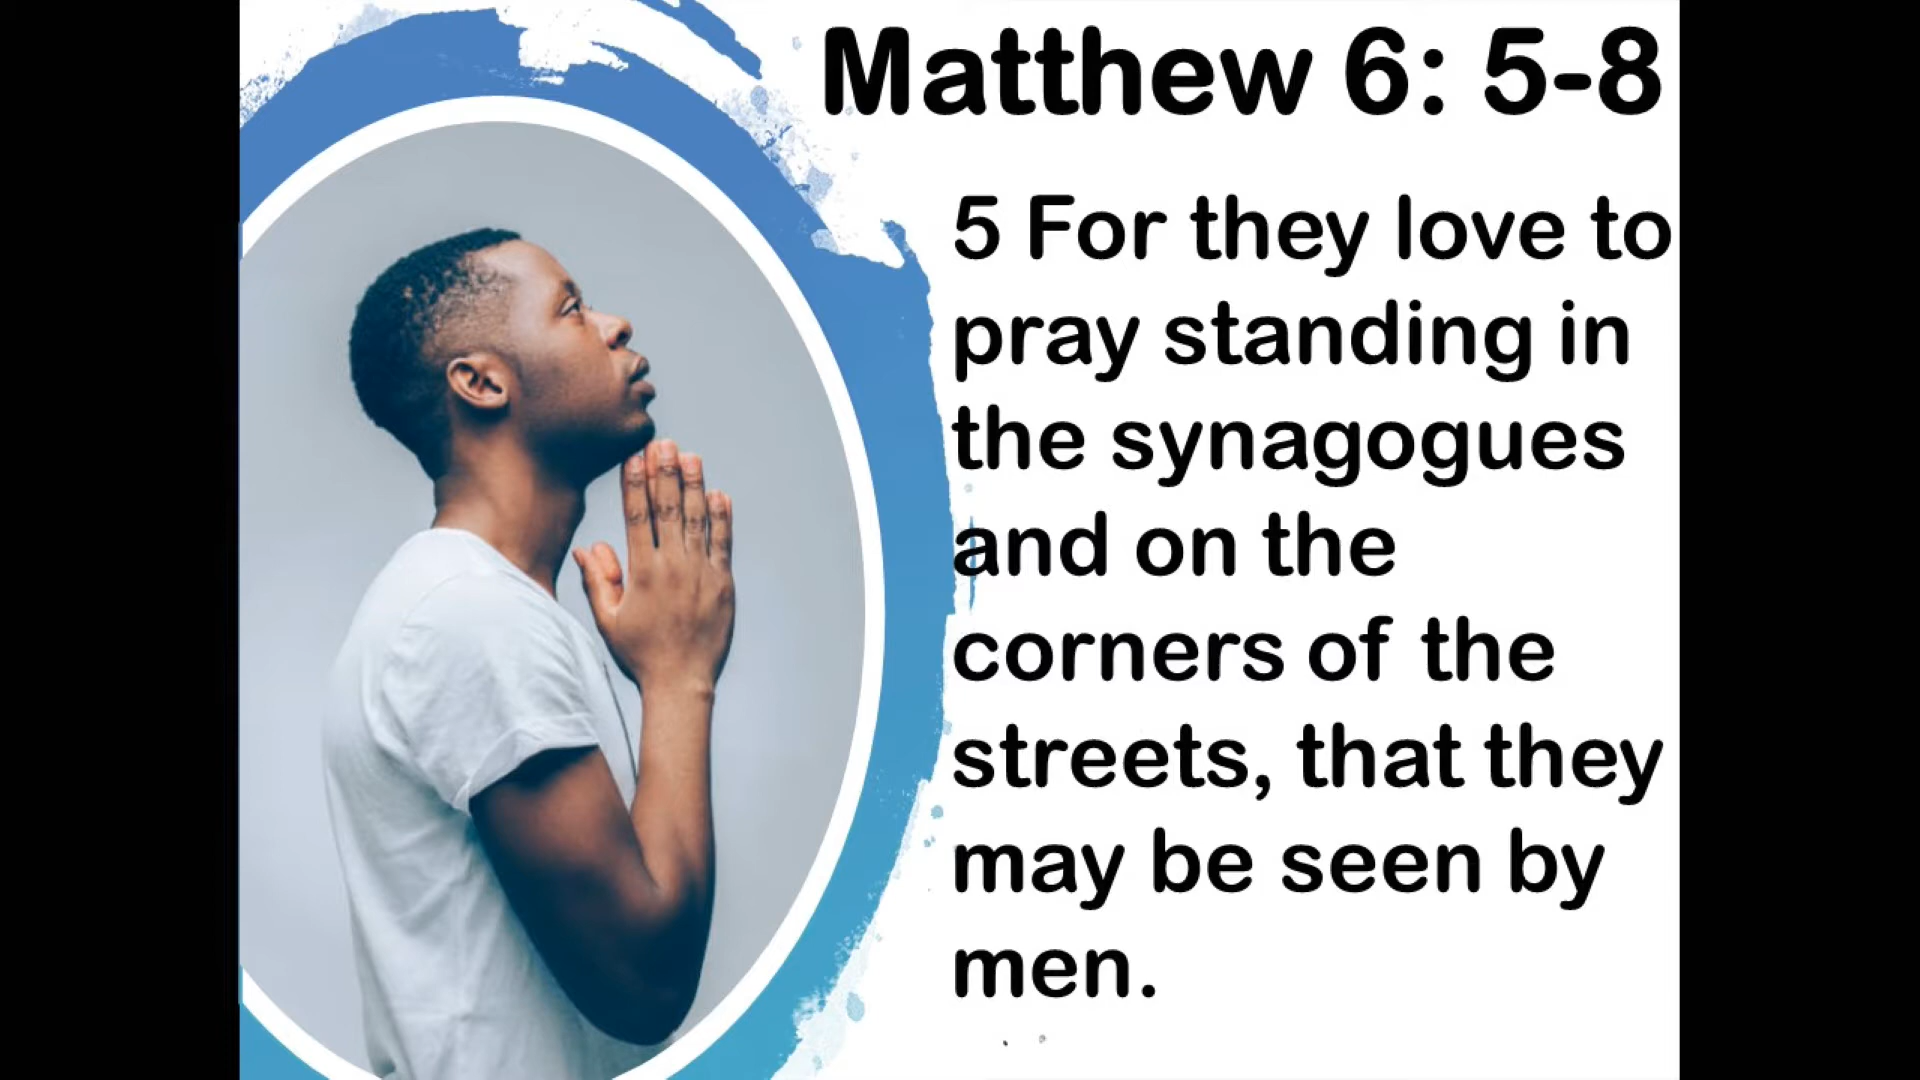 Matthew 6: 5-8
5 For they love to
pray standing in
the synagogues
and on the
corners of the
streets, that they
may be seen by
men.